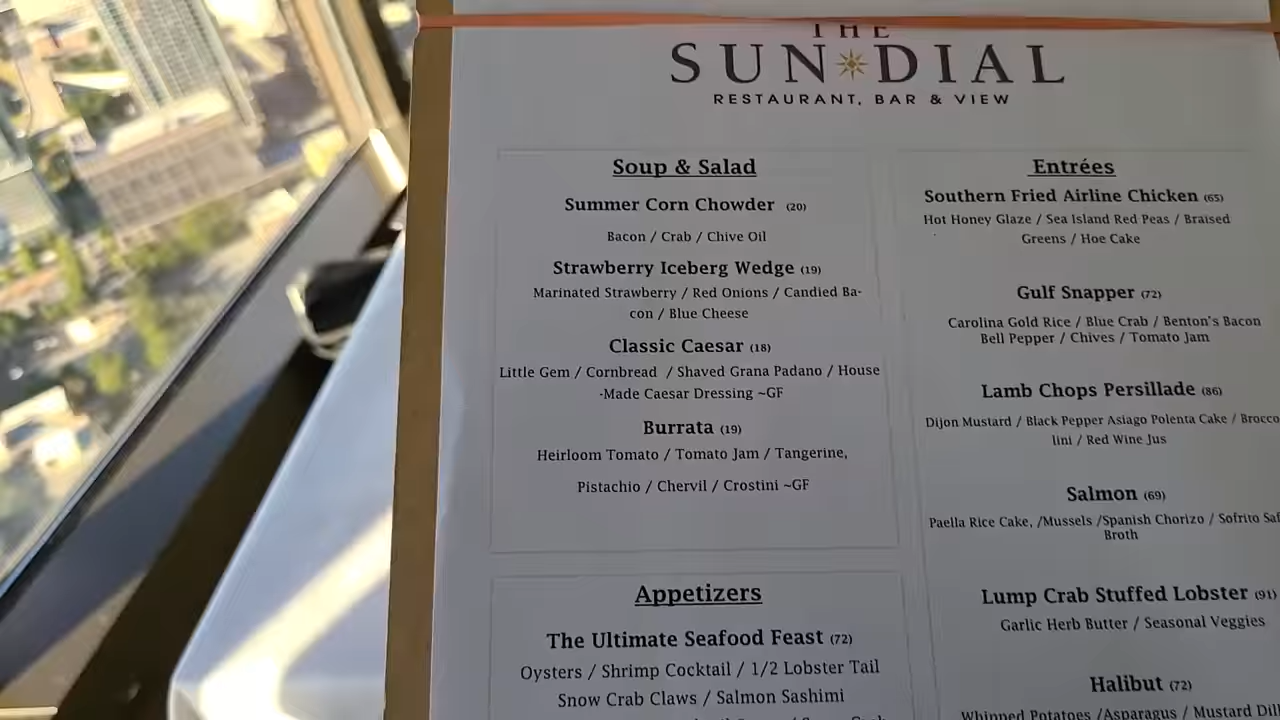 THE
SUN DIAL
RESTAURANT, BAR & VIEW
Soup & Salad
Summer Corn Chowder (20)
Bacon / Crab / Chive Oil
Strawberry Iceberg Wedge (19)
Marinated Strawberry / Red Onions / Candied Ba-
con / Blue Cheese
Classic Caesar (18)
Little Gem / Cornbread / Shaved Grana Padano / House
-Made Caesar Dressing ~GF
Burrata (19)
Heirloom Tomato / Tomato Jam / Tangerine,
Pistachio / Chervil / Crostini ~GF
Appetizers
The Ultimate Seafood Feast (72)
Oysters / Shrimp Cocktail / 1/2 Lobster Tail
Snow Crab Claws / Salmon Sashimi
Entrées
Southern Fried Airline Chicken (65)
Hot Honey Glaze / Sea Island Red Peas / Braised
Greens / Hoe Cake
Gulf Snapper (72)
Carolina Gold Rice / Blue Crab / Benton's Bacon
Bell Pepper / Chives / Tomato Jam
Lamb Chops Persillade (86)
Dijon Mustard / Black Pepper Asiago Polenta Cake / Brocco
lini / Red Wine Jus
Salmon (69)
Paella Rice Cake, /Mussels /Spanish Chorizo / Sofrito
Broth
Lump Crab Stuffed Lobster (91)
Garlic Herb Butter / Seasonal Veggies
Halibut (72)
Whipped Potatoes /Asparagus / Mustard Dill